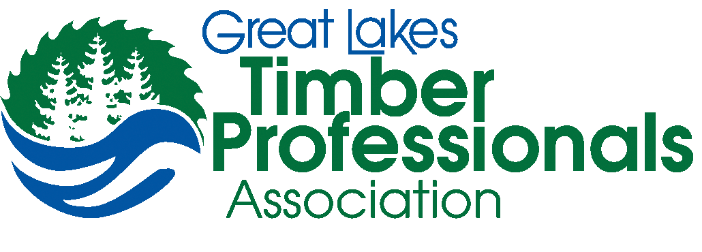 Great Lakes
Timber
Professionals
Association